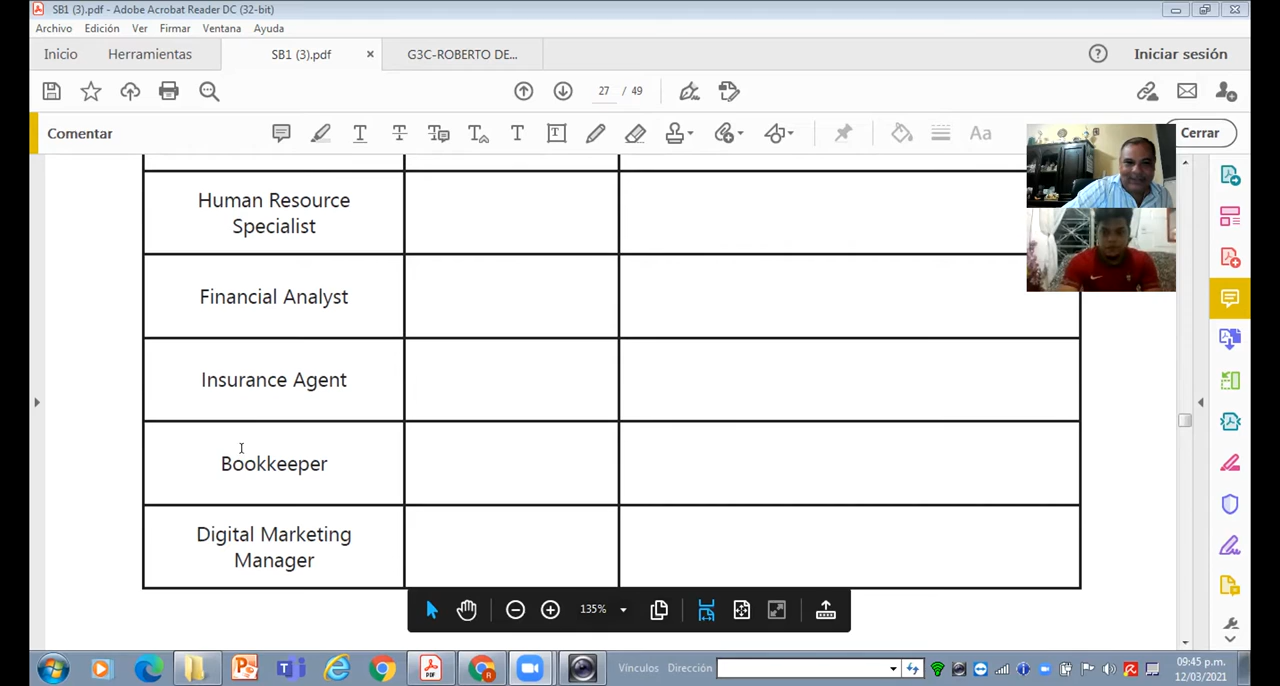 SB1 (3).pdf - Adobe Acrobat Reader DC (32-bit)
Archivo Edición Ver Firmar Ventana Ayuda
Inicio Herramientas SB1 (3).pdf × G3C-ROBERTO DE... ? Iniciar sesión
27 / 49
Comentar Aa Cerrar
Human Resource
Specialist
Financial Analyst
Insurance Agent
Bookkeeper
Digital Marketing
Manager
135%
Vínculos Dirección 09:45 p.m.
12/03/2021